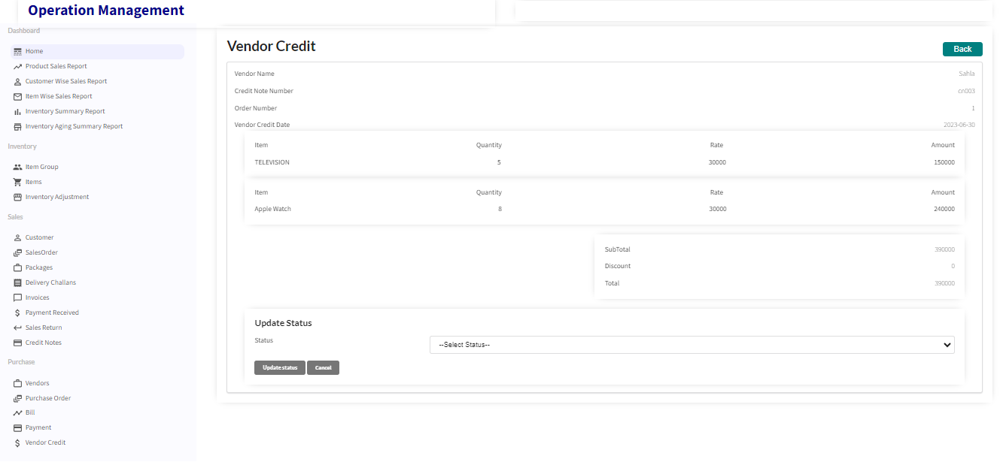 Operation Management
Dashboard
Home
Product Sales Report
Customer Wise Sales Report
Item Wise Sales Report
Inventory Summary Report
Inventory Aging Summary Report
Inventory
Item Group
Items
Inventory Adjustment
Sales
Customer
SalesOrder
Packages
Delivery Challans
Invoices
Payment Received
Sales Return
Credit Notes
Purchase
Vendors
Purchase Order
Bill
Payment
Vendor Credit
Vendor Credit
Back
Vendor Name Sahla
Credit Note Number cn003
Order Number 1
Vendor Credit Date 2023-06-30
Item Quantity Rate Amount
TELEVISION 5 30000 150000
Item Quantity Rate Amount
Apple Watch 8 30000 240000
SubTotal 390000
Discount 0
Total 390000
Update Status
Status --Select Status--
Update status Cancel